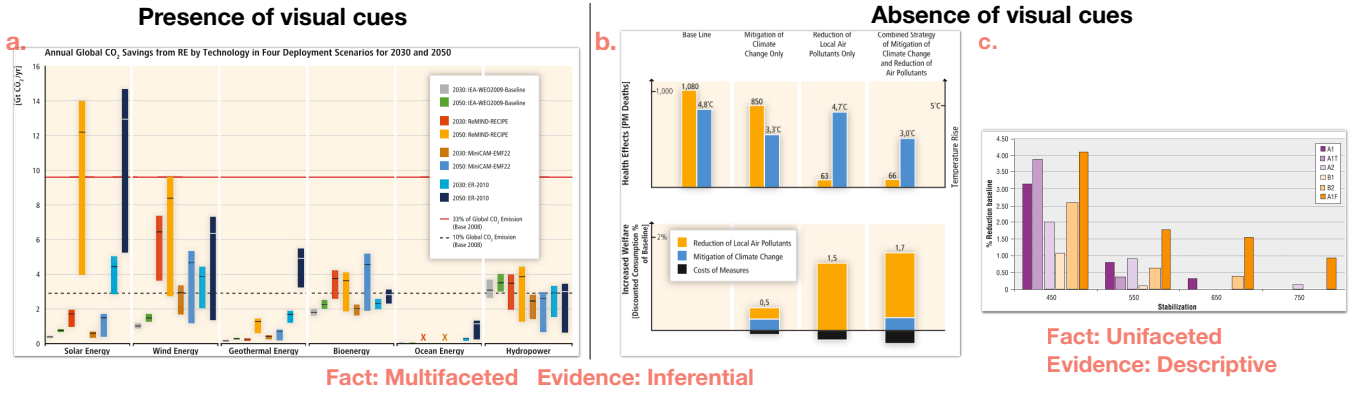 Presence of visual cues
Absence of visual cues
a.
Annual Global CO2 Savings from RE by Technology in Four Deployment Scenarios for 2030 and 2050
[Gt CO2/yr]
16
14
12
10
8
6
4
2
0
2030: IEA-WEO2009-Baseline
2050: IEA-WEO2009-Baseline
2030: ReMIND-RECIPE
2050: ReMIND-RECIPE
2030: MiniCAM-EMF22
2050: MiniCAM-EMF22
2030: ER-2010
2050: ER-2010
33% of Global CO2 Emission
(Base 2008)
10% Global CO2 Emission
(Base 2008)
X X
Solar Energy Wind Energy Geothermal Energy Bioenergy Ocean Energy Hydropower
b.
Base Line
Mitigation of
Climate
Change Only
Reduction of
Local Air
Pollutants Only
Combined Strategy
of Mitigation of
Climate Change
and Reduction of
Air Pollutants
Health Effects [PM Deaths]
1,000
1,080
4,8°C
850
3,3°C
63
4,7°C
66
3,0°C
5°C
Temperature Rise
Increased Welfare
[Discounted Consumption %
of Baseline]
2%
Reduction of Local Air Pollutants
Mitigation of Climate Change
Costs of Measures
0,5
1,5
1,7
c.
% Reduction baseline
4.50
4.00
3.50
3.00
2.50
2.00
1.50
1.00
0.50
0
A1
A1T
A2
B1
B2
A1F
450 550 650 750
Stabilization
Fact: Unifaceted
Evidence: Descriptive
Fact: Multifaceted Evidence: Inferential